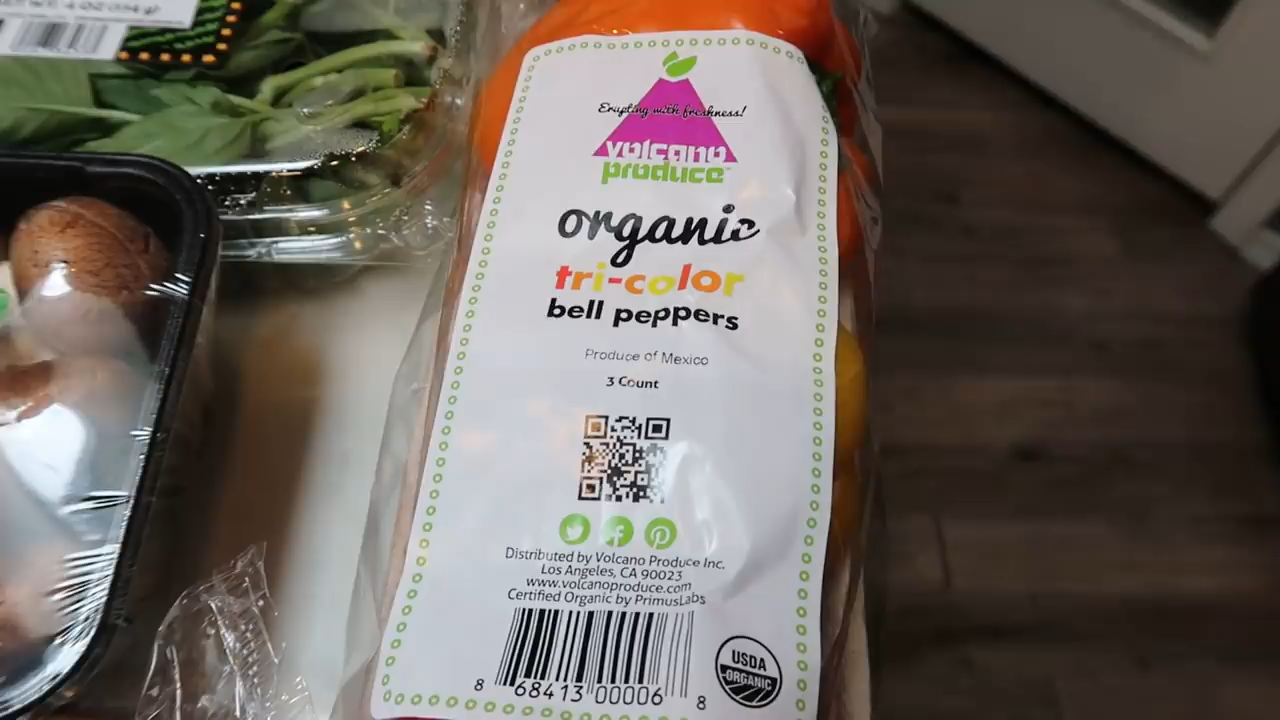 Erupting with freshness!
volcano
produce
organic
tri-color
bell peppers
Produce of Mexico
3 Count
Distributed by Volcano Produce Inc.
Los Angeles, CA 90023
www.volcanoproduce.com
Certified Organic by PrimusLabs
USDA
ORGANIC
8 68413 00006 8